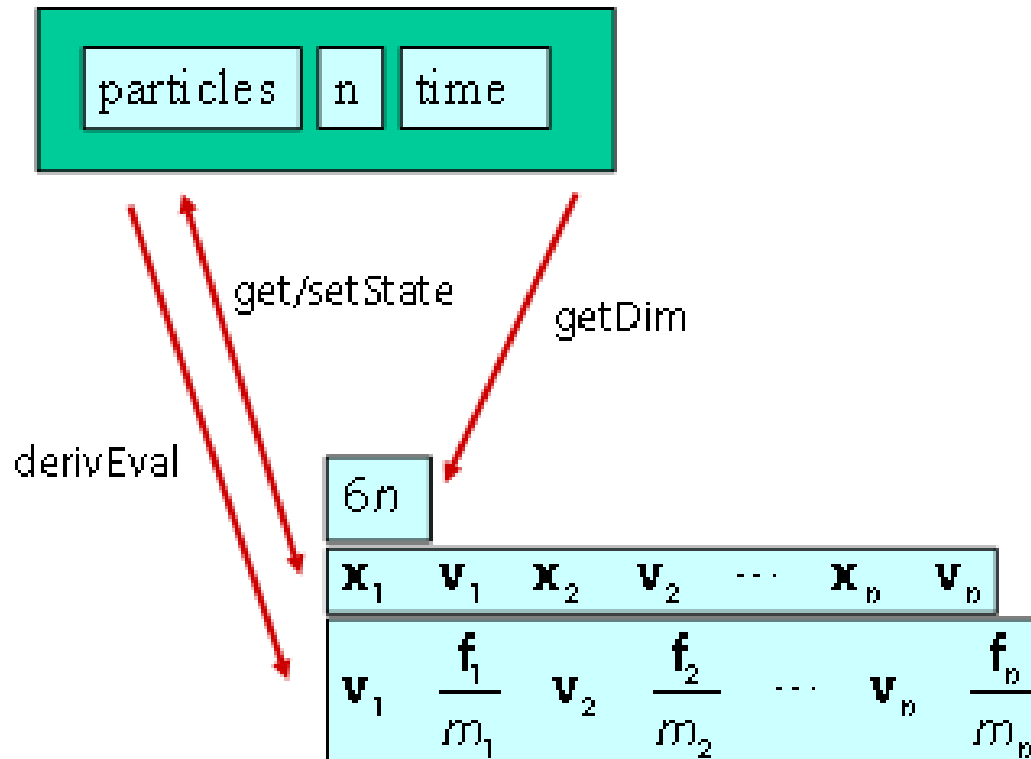 particles n time
get/setState
getDim
derivEval
6n
x₁ v₁ x₂ v₂ ... xₙ vₙ
v₁ f₁/m₁ v₂ f₂/m₂ ... vₙ fₙ/mₙ